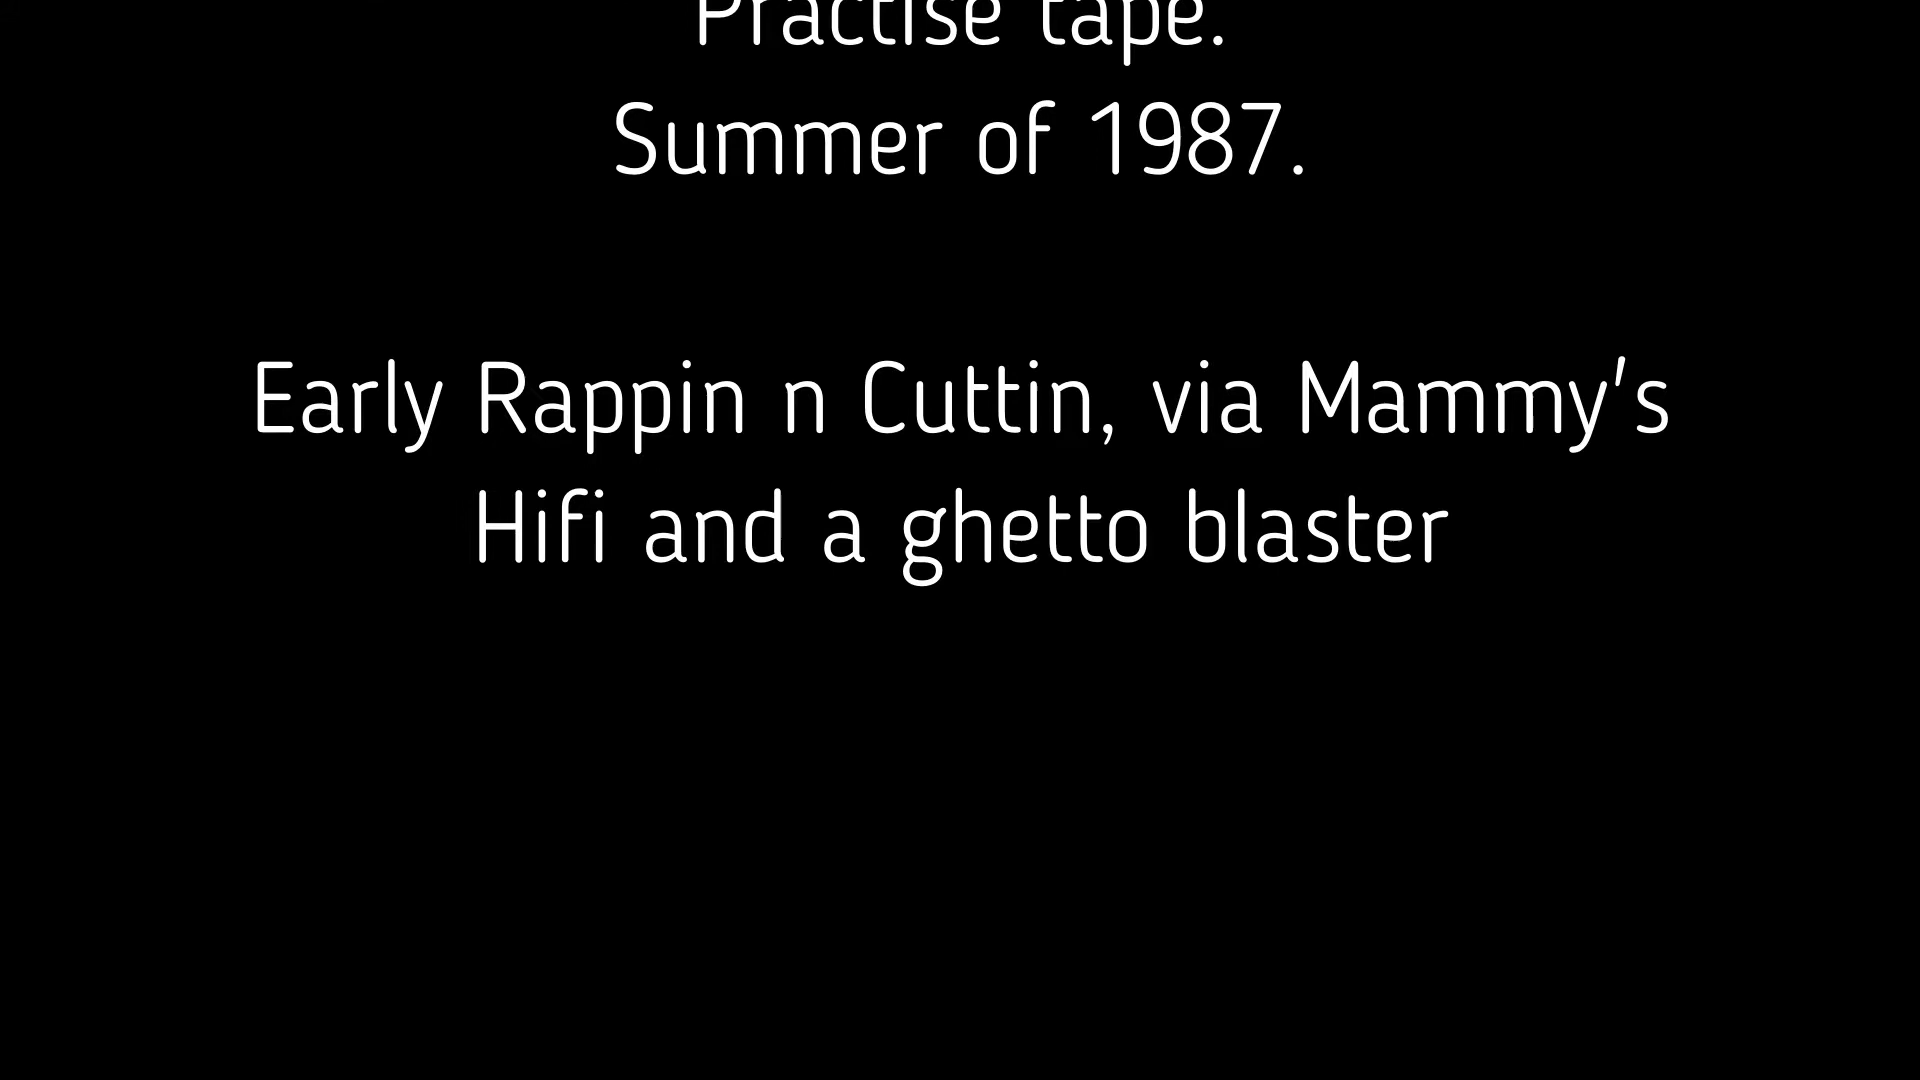 Practise tape.
Summer of 1987.
Early Rappin n Cuttin, via Mammy's
Hifi and a ghetto blaster